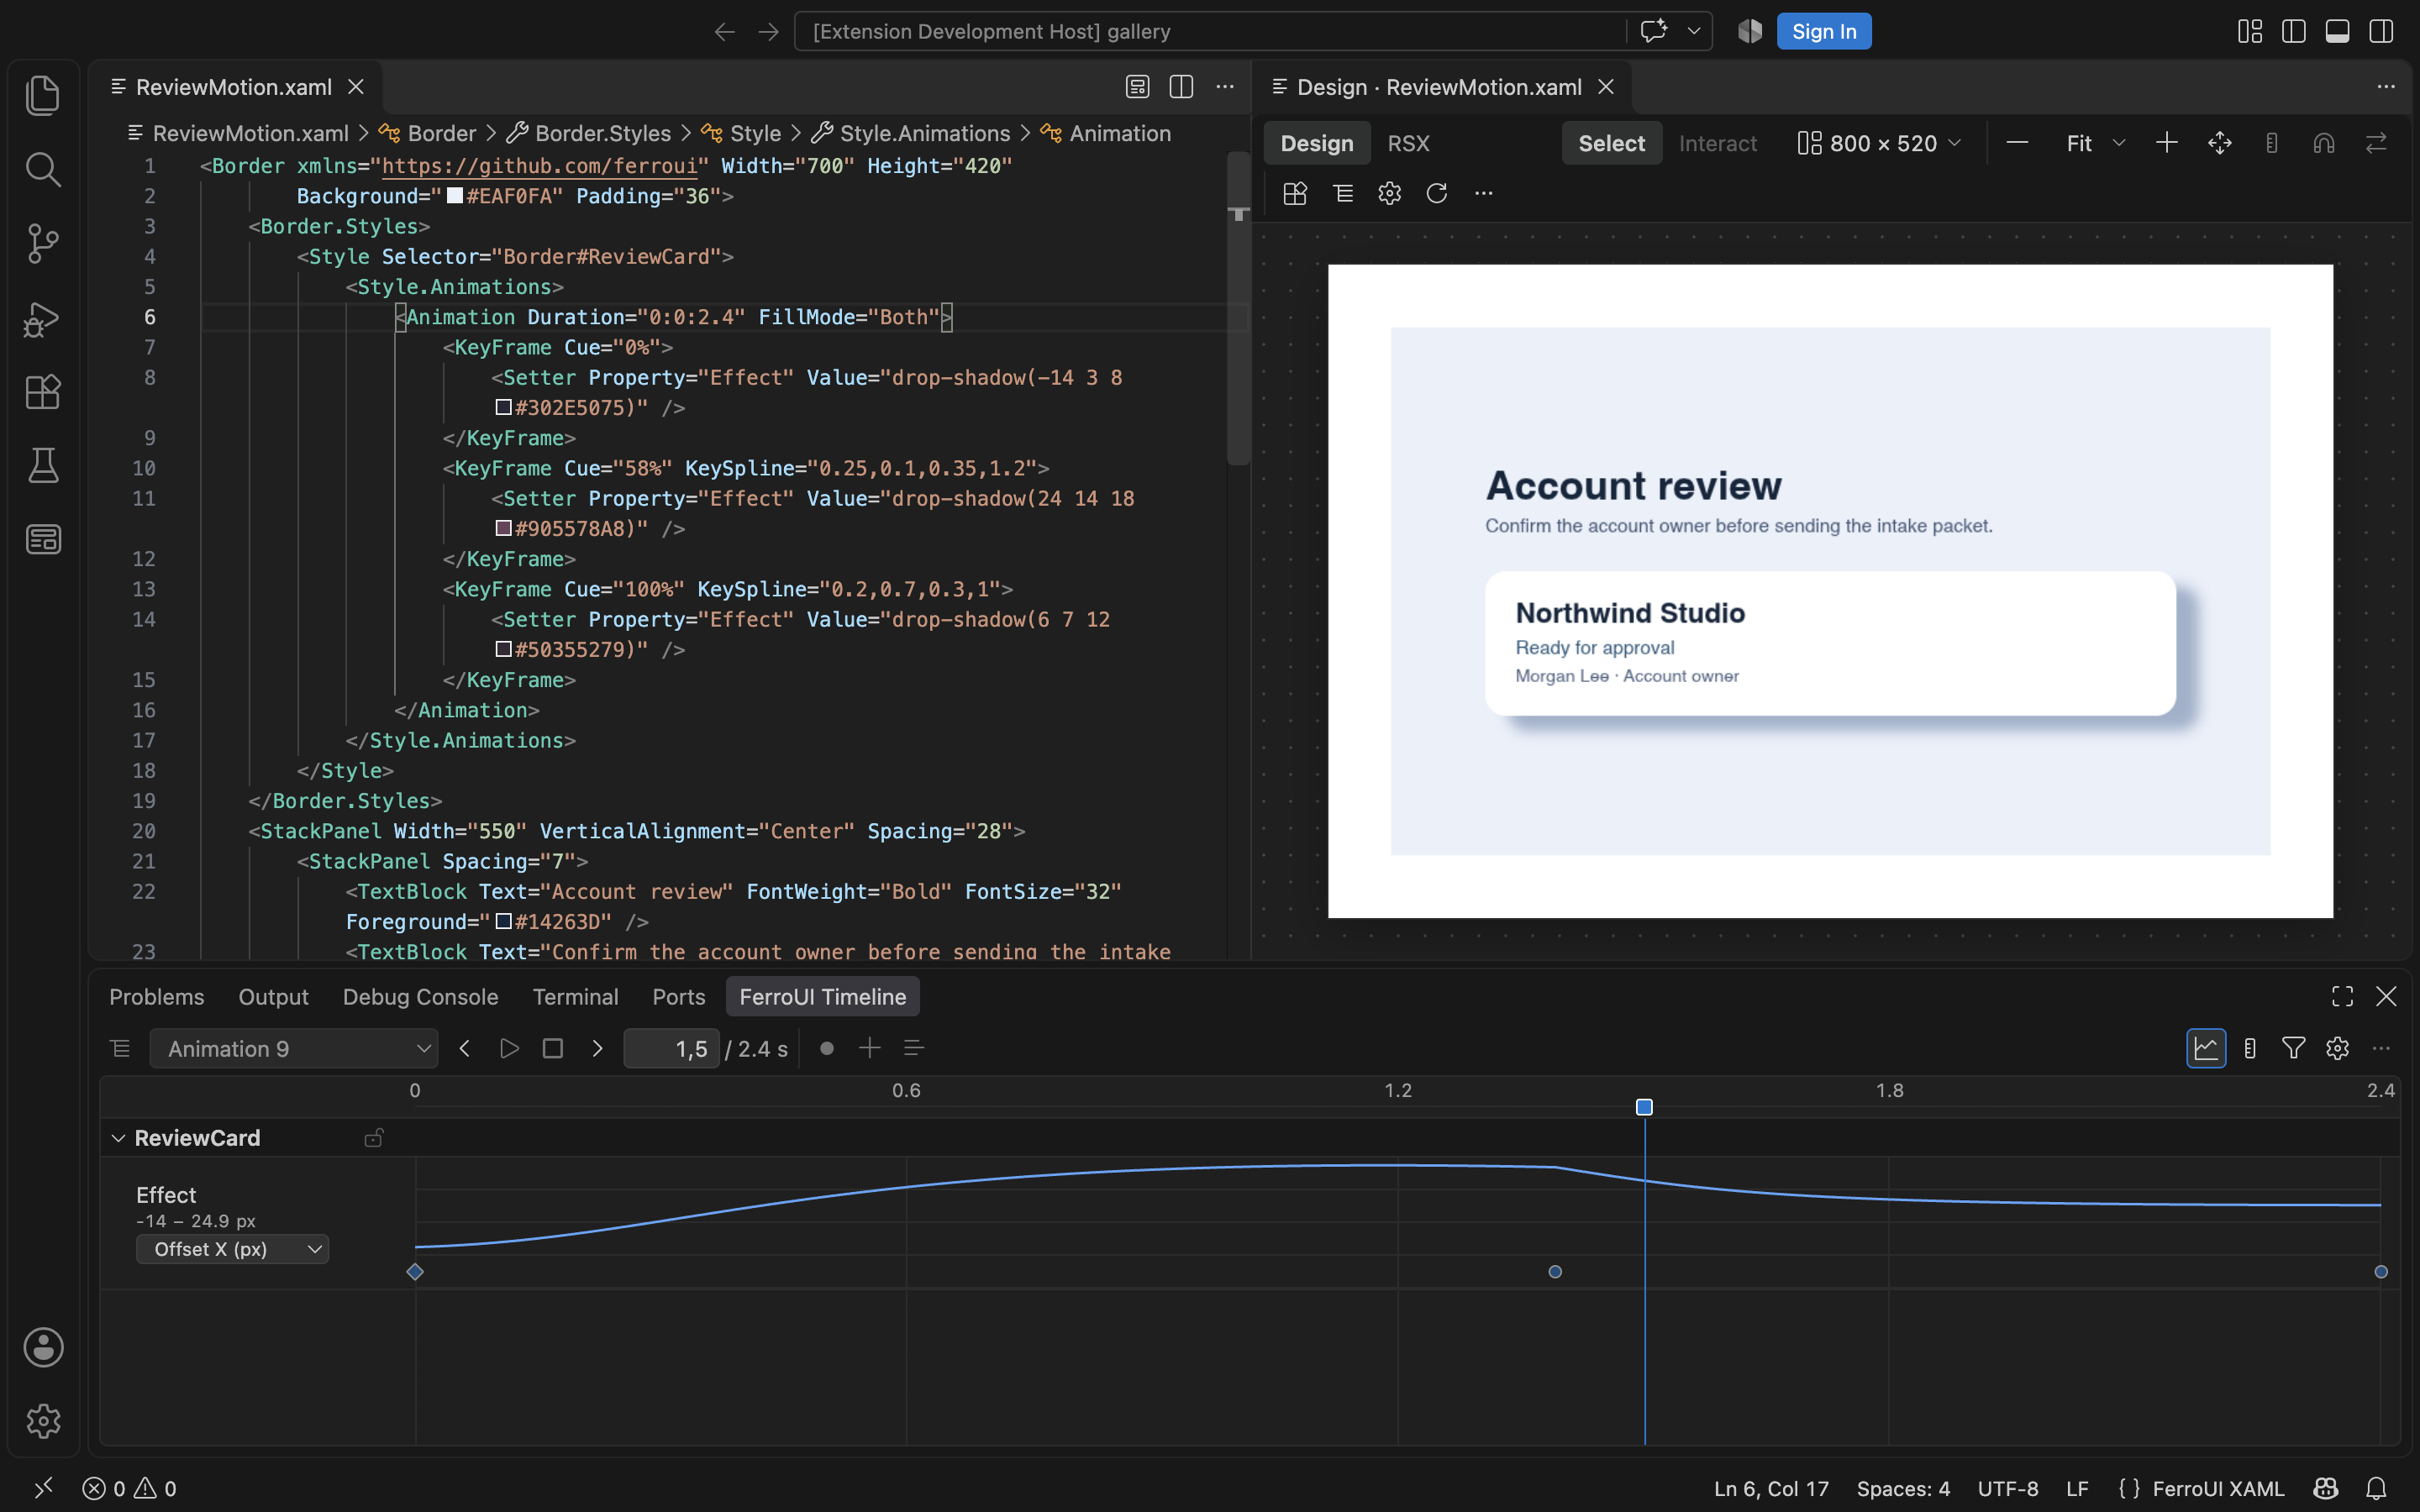 [Extension Development Host] gallery
Sign In
ReviewMotion.xaml
ReviewMotion.xaml > Border > Border.Styles > Style > Style.Animations > Animation
1 <Border xmlns="https://github.com/ferroui" Width="700" Height="420"
2 Background="#EAF0FA" Padding="36">
3 <Border.Styles>
4 <Style Selector="Border#ReviewCard">
5 <Style.Animations>
6 <Animation Duration="0:0:2.4" FillMode="Both">
7 <KeyFrame Cue="0%">
8 <Setter Property="Effect" Value="drop-shadow(-14 3 8
#302E5075)" />
9 </KeyFrame>
10 <KeyFrame Cue="58%" KeySpline="0.25,0.1,0.35,1.2">
11 <Setter Property="Effect" Value="drop-shadow(24 14 18
#905578A8)" />
12 </KeyFrame>
13 <KeyFrame Cue="100%" KeySpline="0.2,0.7,0.3,1">
14 <Setter Property="Effect" Value="drop-shadow(6 7 12
#50355279)" />
15 </KeyFrame>
16 </Animation>
17 </Style.Animations>
18 </Style>
19 </Border.Styles>
20 <StackPanel Width="550" VerticalAlignment="Center" Spacing="28">
21 <StackPanel Spacing="7">
22 <TextBlock Text="Account review" FontWeight="Bold" FontSize="32"
Foreground="#14263D" />
23 <TextBlock Text="Confirm the account owner before sending the intake
Design · ReviewMotion.xaml
Design RSX Select Interact 800 × 520 Fit
Account review
Confirm the account owner before sending the intake packet.
Northwind Studio
Ready for approval
Morgan Lee · Account owner
Problems Output Debug Console Terminal Ports FerroUI Timeline
Animation 9 1,5 / 2.4 s
0 0.6 1.2 1.8 2.4
ReviewCard
Effect
-14 – 24.9 px
Offset X (px)
0 0 Ln 6, Col 17 Spaces: 4 UTF-8 LF { } FerroUI XAML